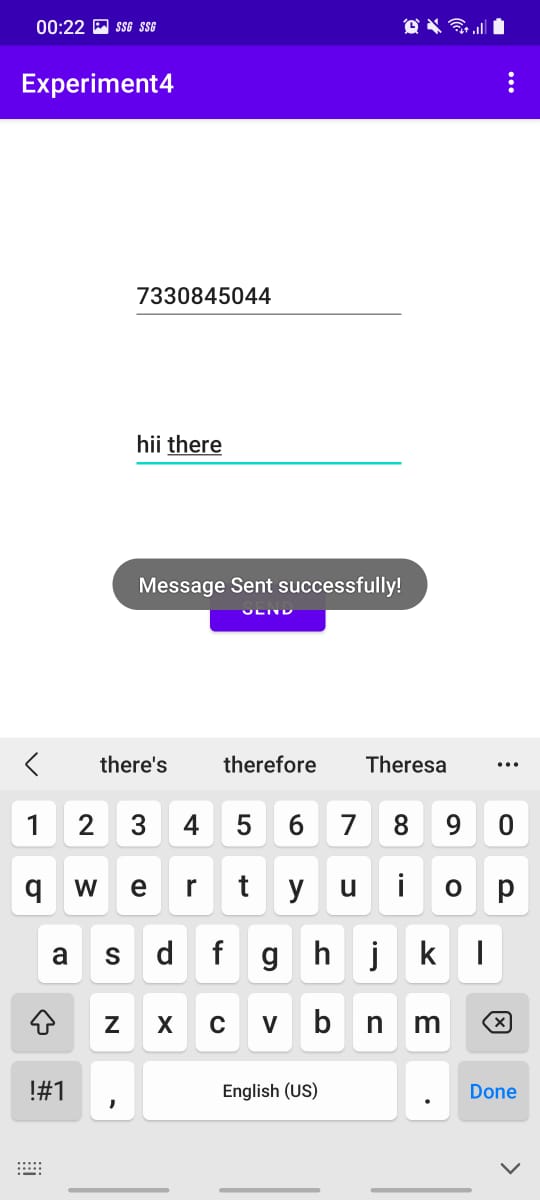 00:22 SSG SSG
Experiment4
7330845044
hii there
Message Sent successfully!
SEND
there's therefore Theresa
1 2 3 4 5 6 7 8 9 0
q w e r t y u i o p
a s d f g h j k l
z x c v b n m
!#1 , English (US) . Done